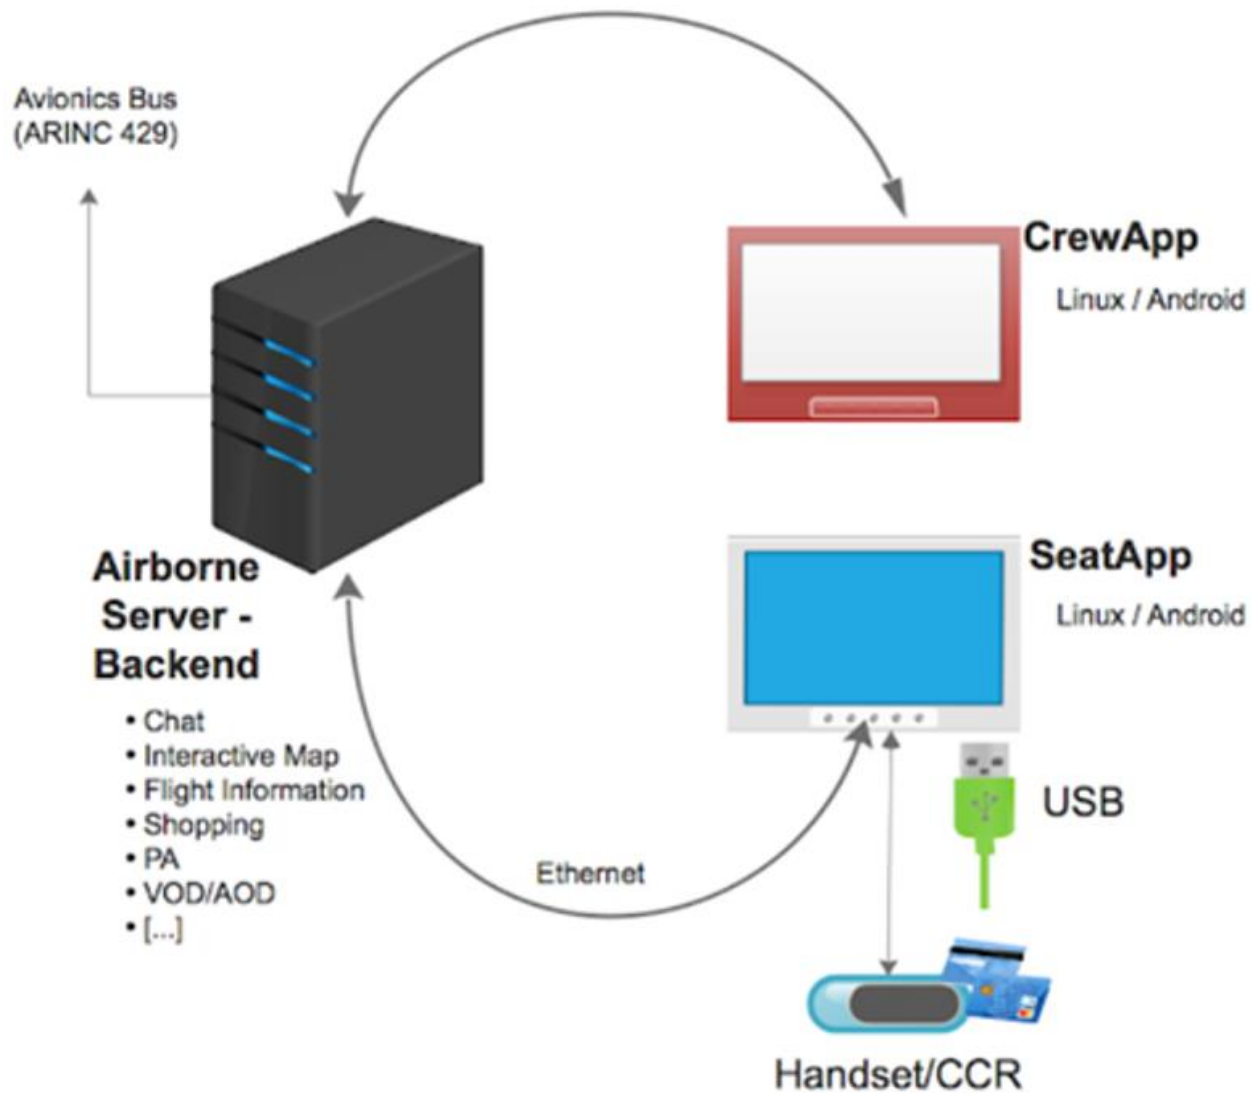 Avionics Bus
(ARINC 429)
CrewApp
Linux / Android
Airborne
Server -
Backend
• Chat
• Interactive Map
• Flight Information
• Shopping
• PA
• VOD/AOD
• [...]
SeatApp
Linux / Android
USB
Ethernet
Handset/CCR